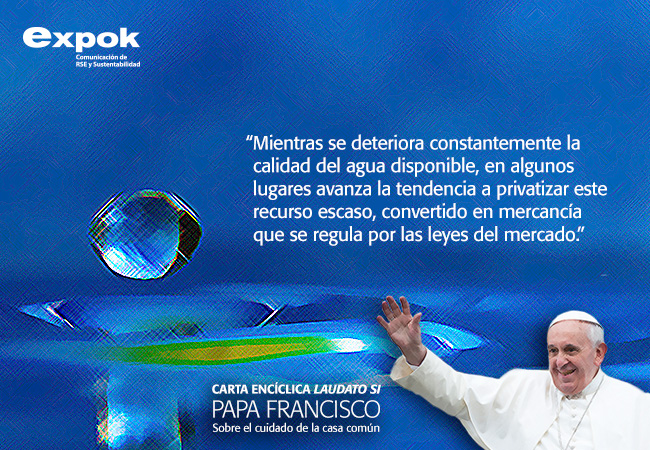 expok
Comunicación de
RSE y Sustentabilidad
“Mientras se deteriora constantemente la
calidad del agua disponible, en algunos
lugares avanza la tendencia a privatizar este
recurso escaso, convertido en mercancía
que se regula por las leyes del mercado.”
CARTA ENCÍCLICA LAUDATO SI
PAPA FRANCISCO
Sobre el cuidado de la casa común